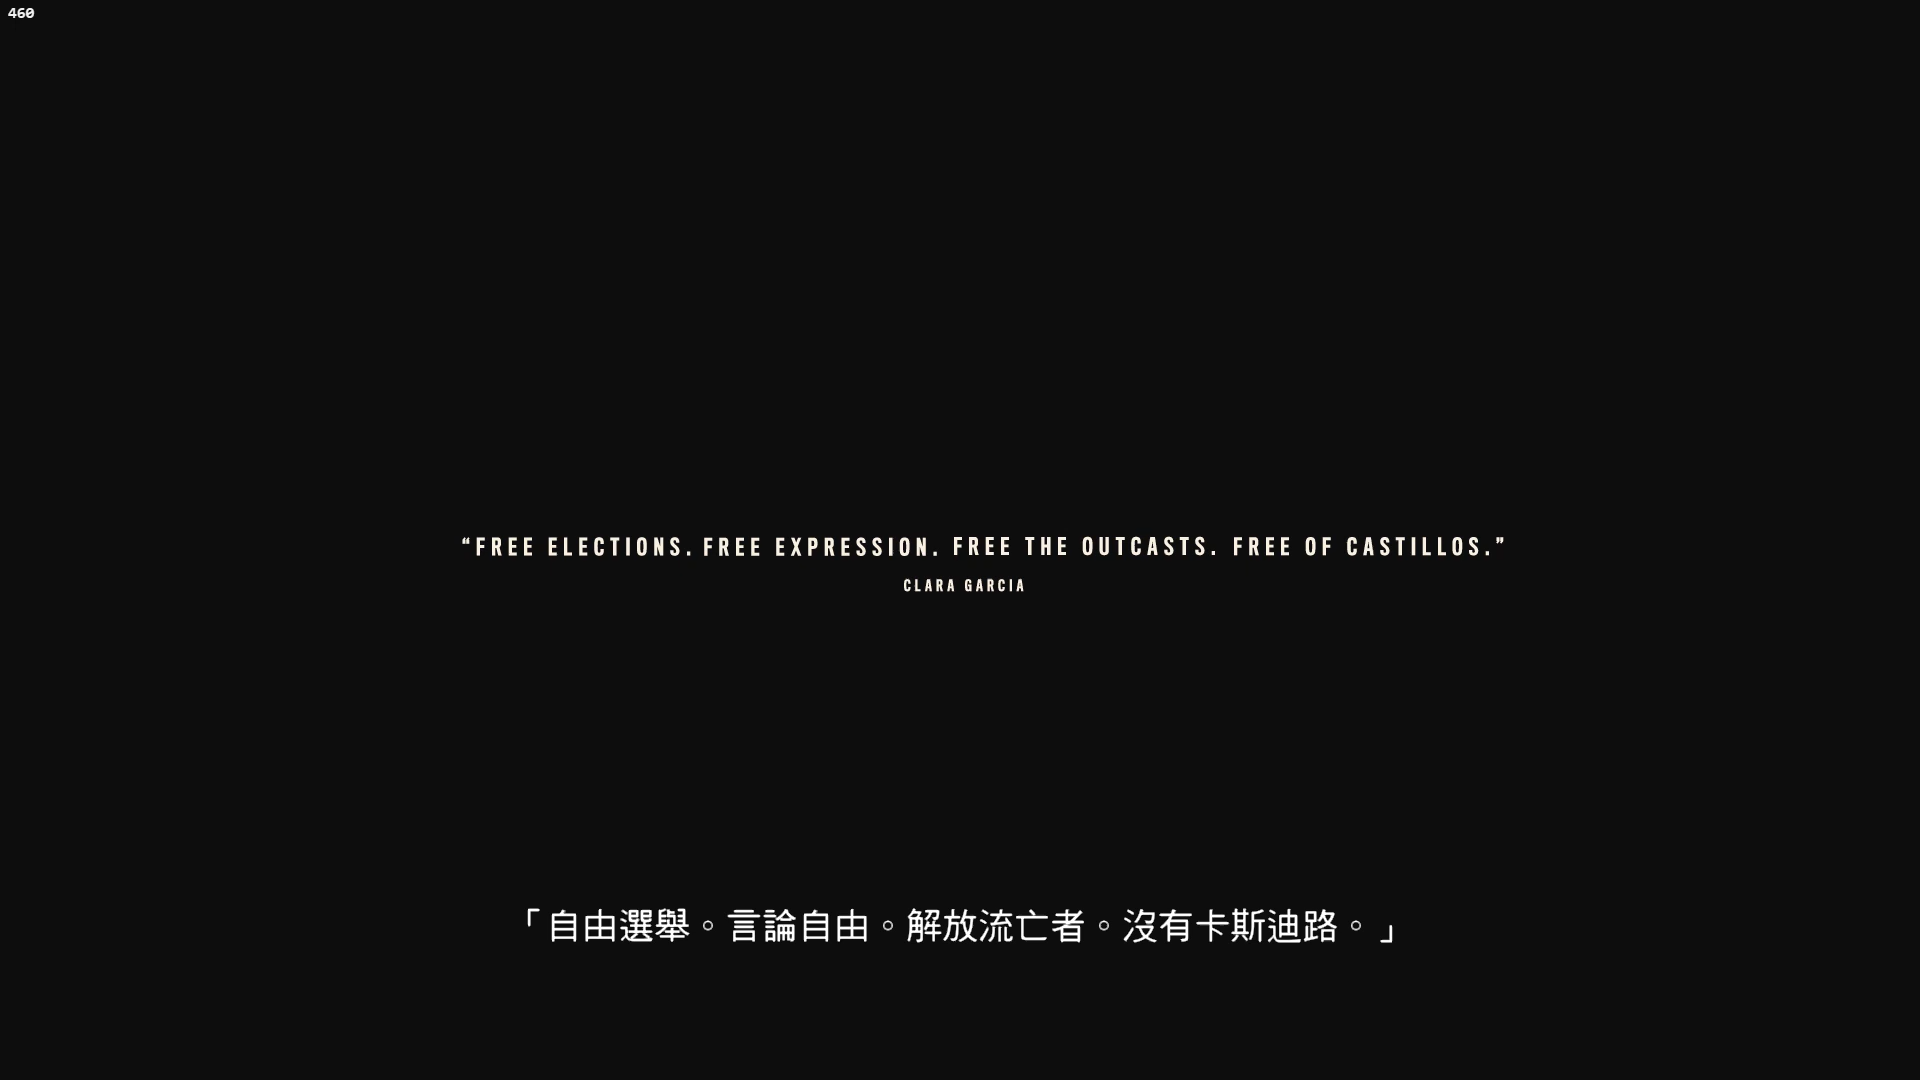 460
“FREE ELECTIONS. FREE EXPRESSION. FREE THE OUTCASTS. FREE OF CASTILLOS.”
CLARA GARCIA
「自由選舉。言論自由。解放流亡者。沒有卡斯迪路。」